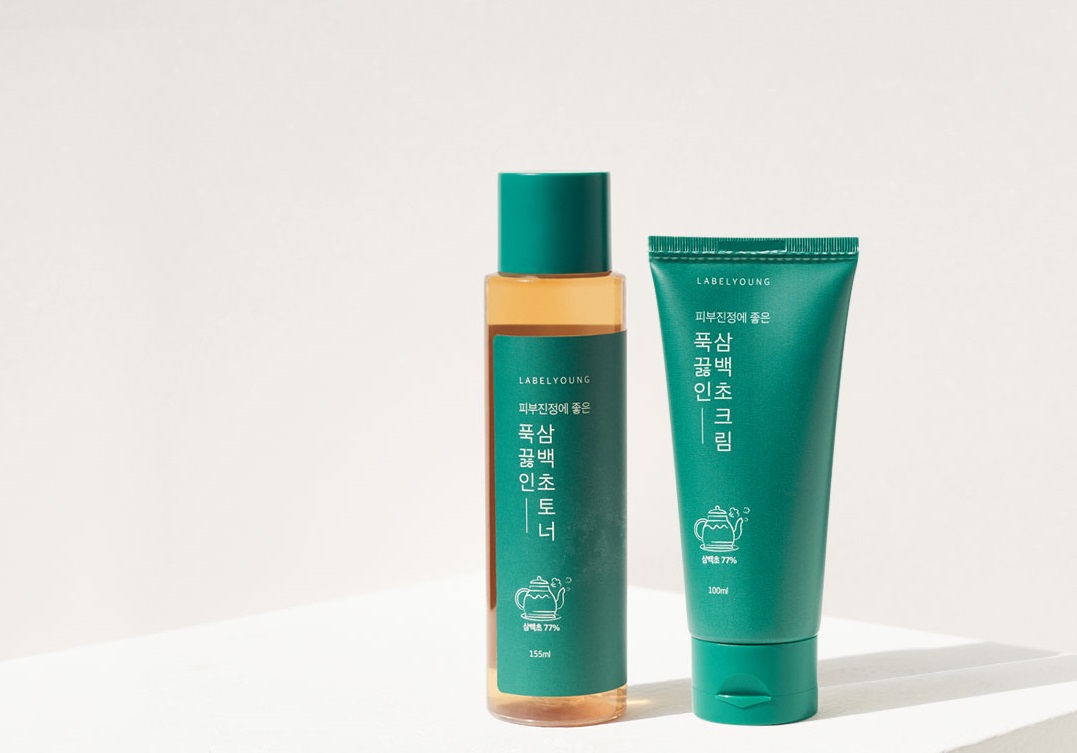 LABELYOUNG
피부진정에 좋은
푹끓인
삼백초토너
삼백초 77%
155ml
LABELYOUNG
피부진정에 좋은
푹끓인
삼백초크림
삼백초 77%
100ml